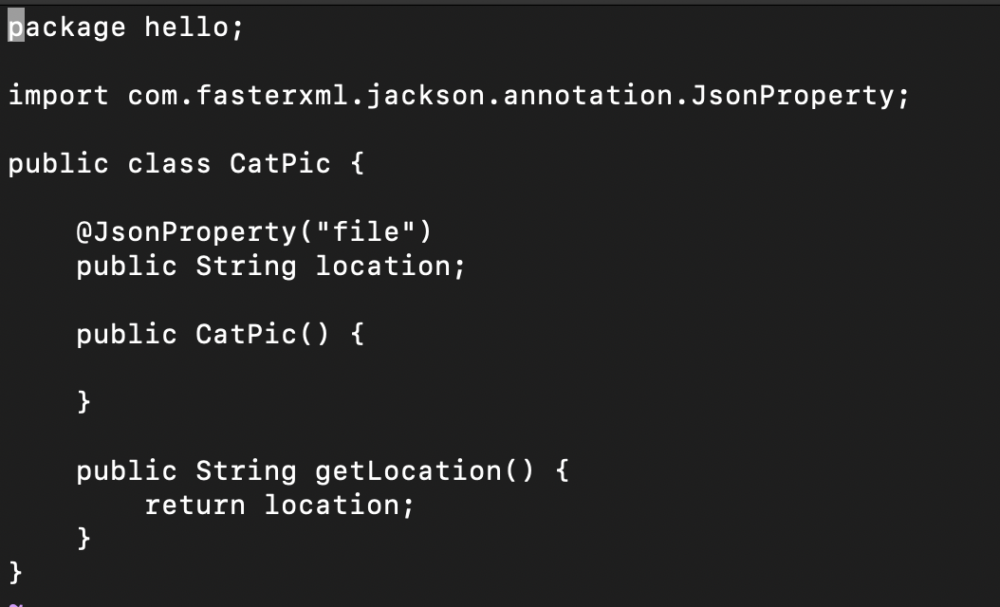 package hello;
import com.fasterxml.jackson.annotation.JsonProperty;
public class CatPic {
@JsonProperty("file")
public String location;
public CatPic() {
}
public String getLocation() {
return location;
}
}